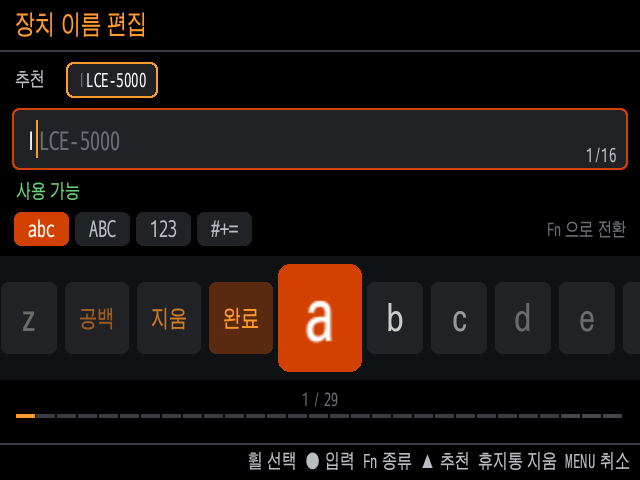 장치 이름 편집
추천 ILCE-5000
ILCE-5000
1/16
사용 가능
abc ABC 123 #+= Fn 으로 전환
z 공백 지움 완료 a b c d e
1 / 29
휠 선택 ● 입력 Fn 종류 ▲ 추천 휴지통 지움 MENU 취소